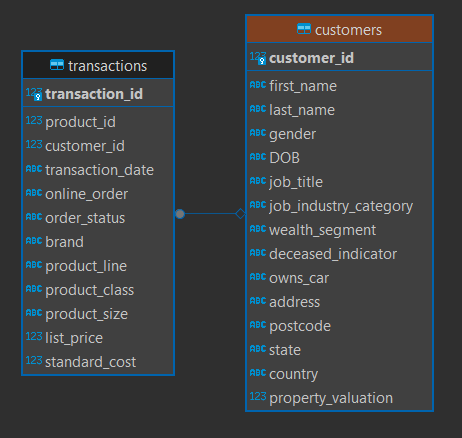 transactions
123 transaction_id
123 product_id
123 customer_id
ABC transaction_date
ABC online_order
ABC order_status
ABC brand
ABC product_line
ABC product_class
ABC product_size
123 list_price
123 standard_cost
customers
123 customer_id
ABC first_name
ABC last_name
ABC gender
ABC DOB
ABC job_title
ABC job_industry_category
ABC wealth_segment
ABC deceased_indicator
ABC owns_car
ABC address
ABC postcode
ABC state
ABC country
123 property_valuation